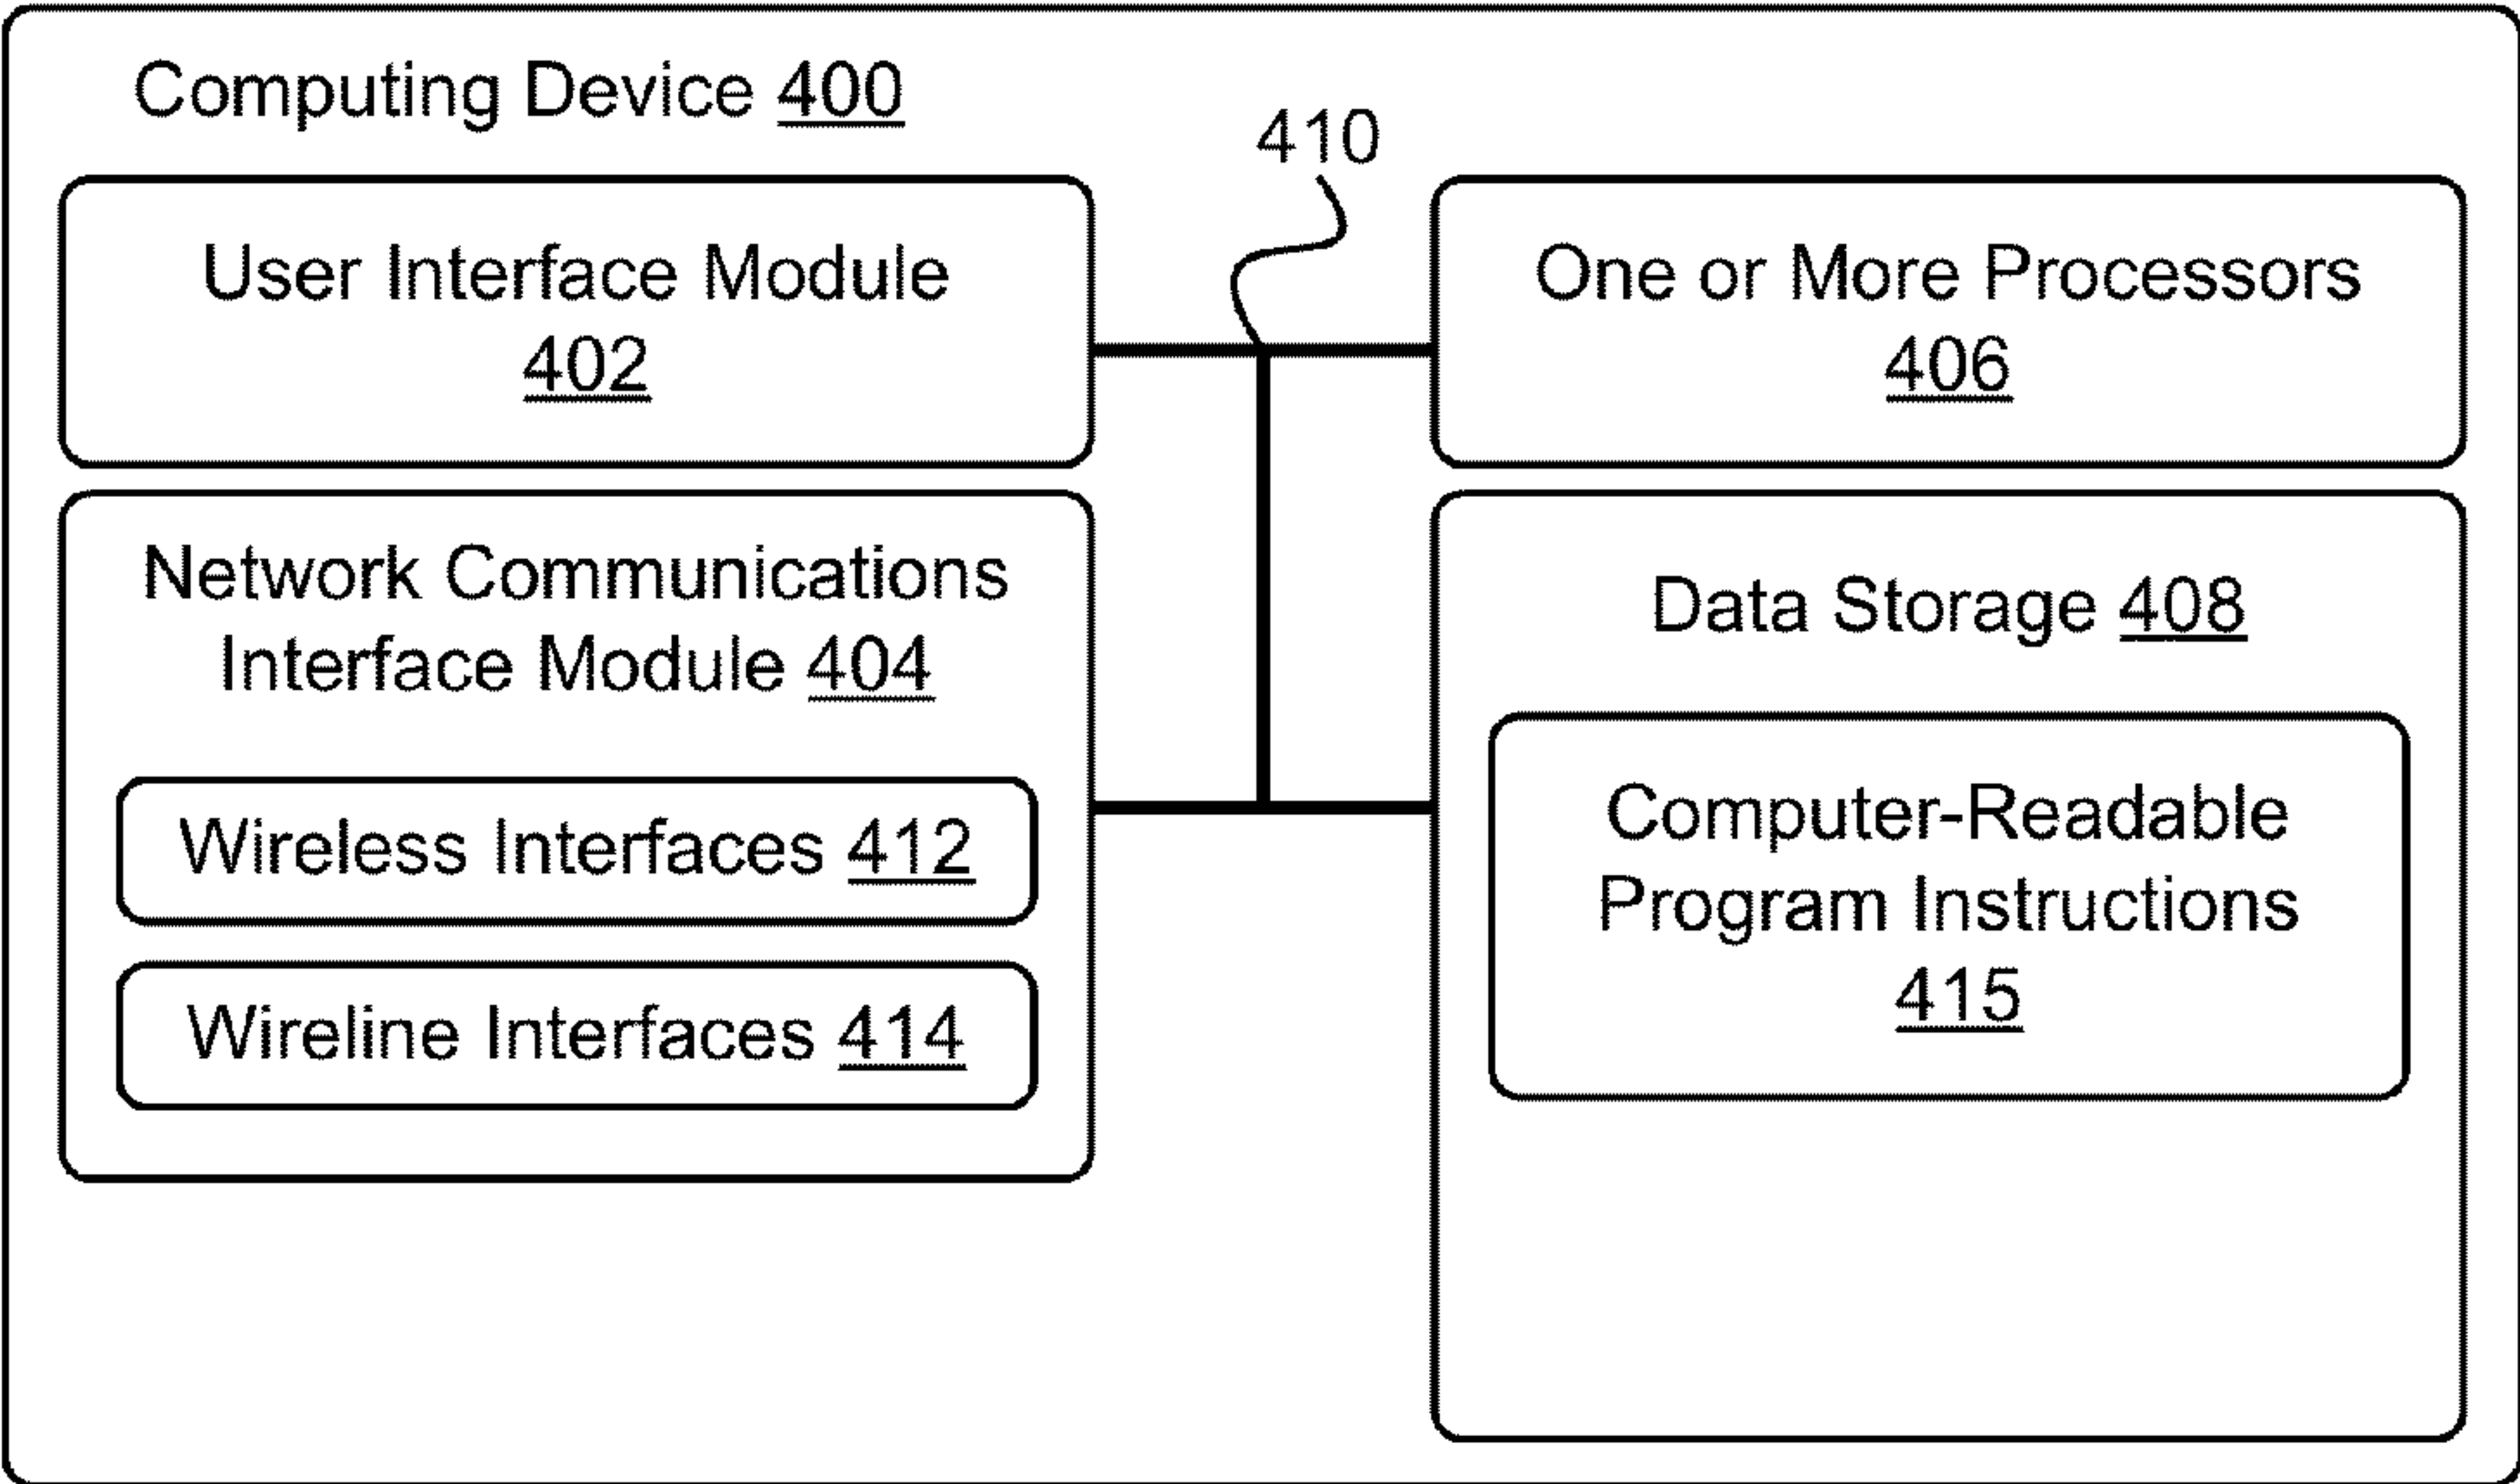 Computing Device 400
410
User Interface Module
402
One or More Processors
406
Network Communications
Interface Module 404
Wireless Interfaces 412
Wireline Interfaces 414
Data Storage 408
Computer-Readable
Program Instructions
415